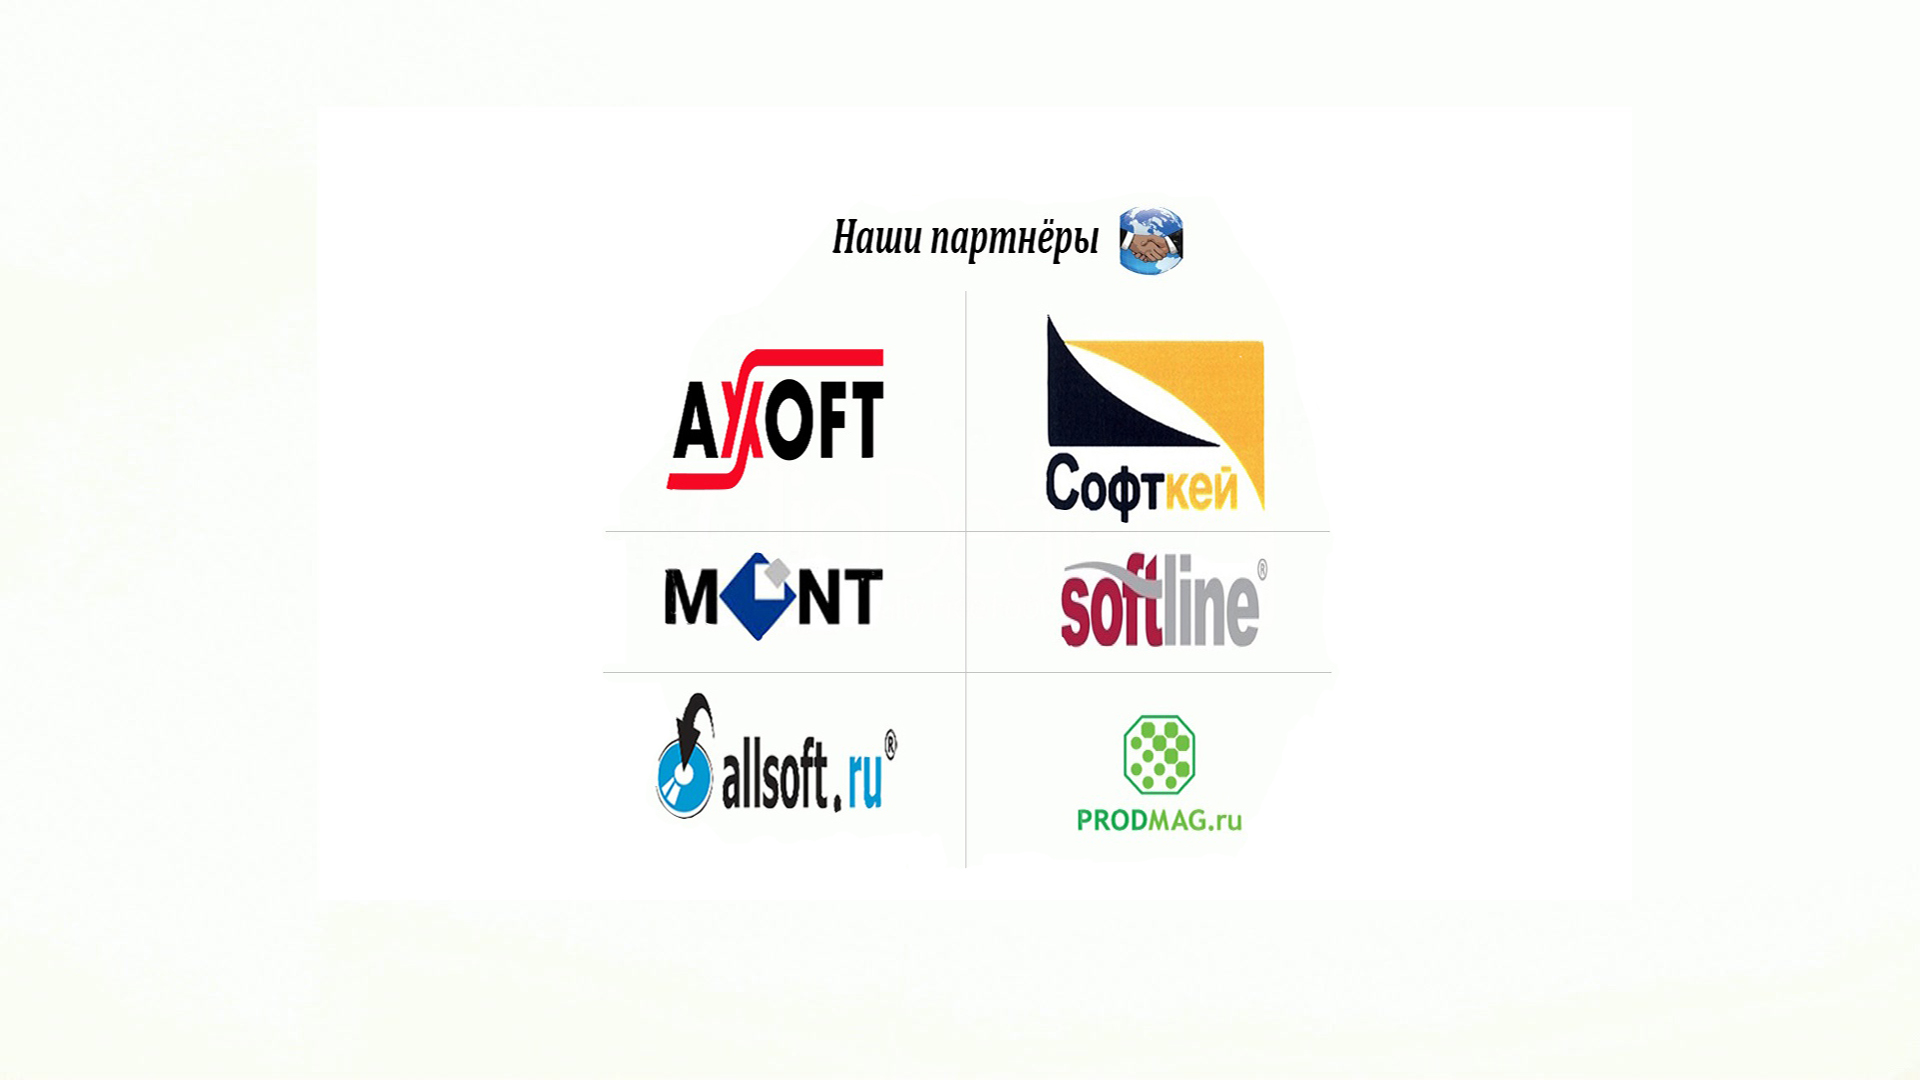 Наши партнёры
AXOFT
Софткей
MONT
softline®
allsoft.ru®
PRODMAG.ru